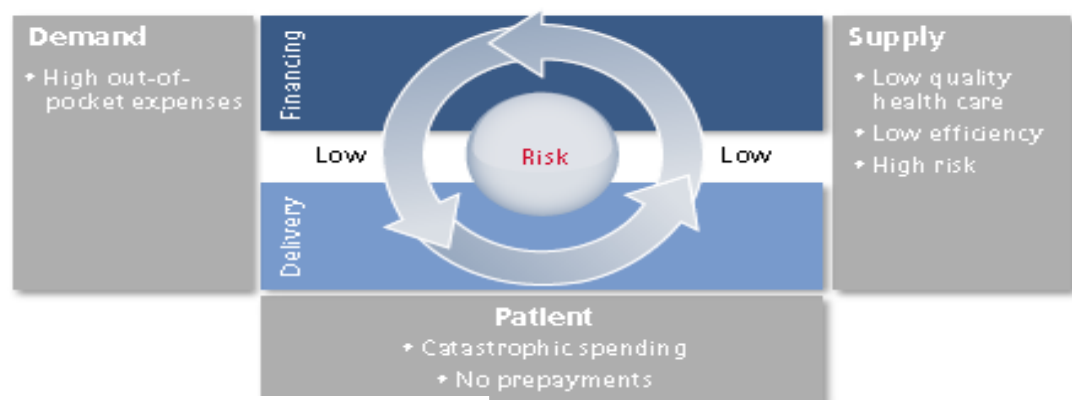 Demand
• High out-of-
pocket expenses
Financing
Low
Risk
Low
Delivery
Supply
• Low quality
health care
• Low efficiency
• High risk
Patient
• Catastrophic spending
• No prepayments